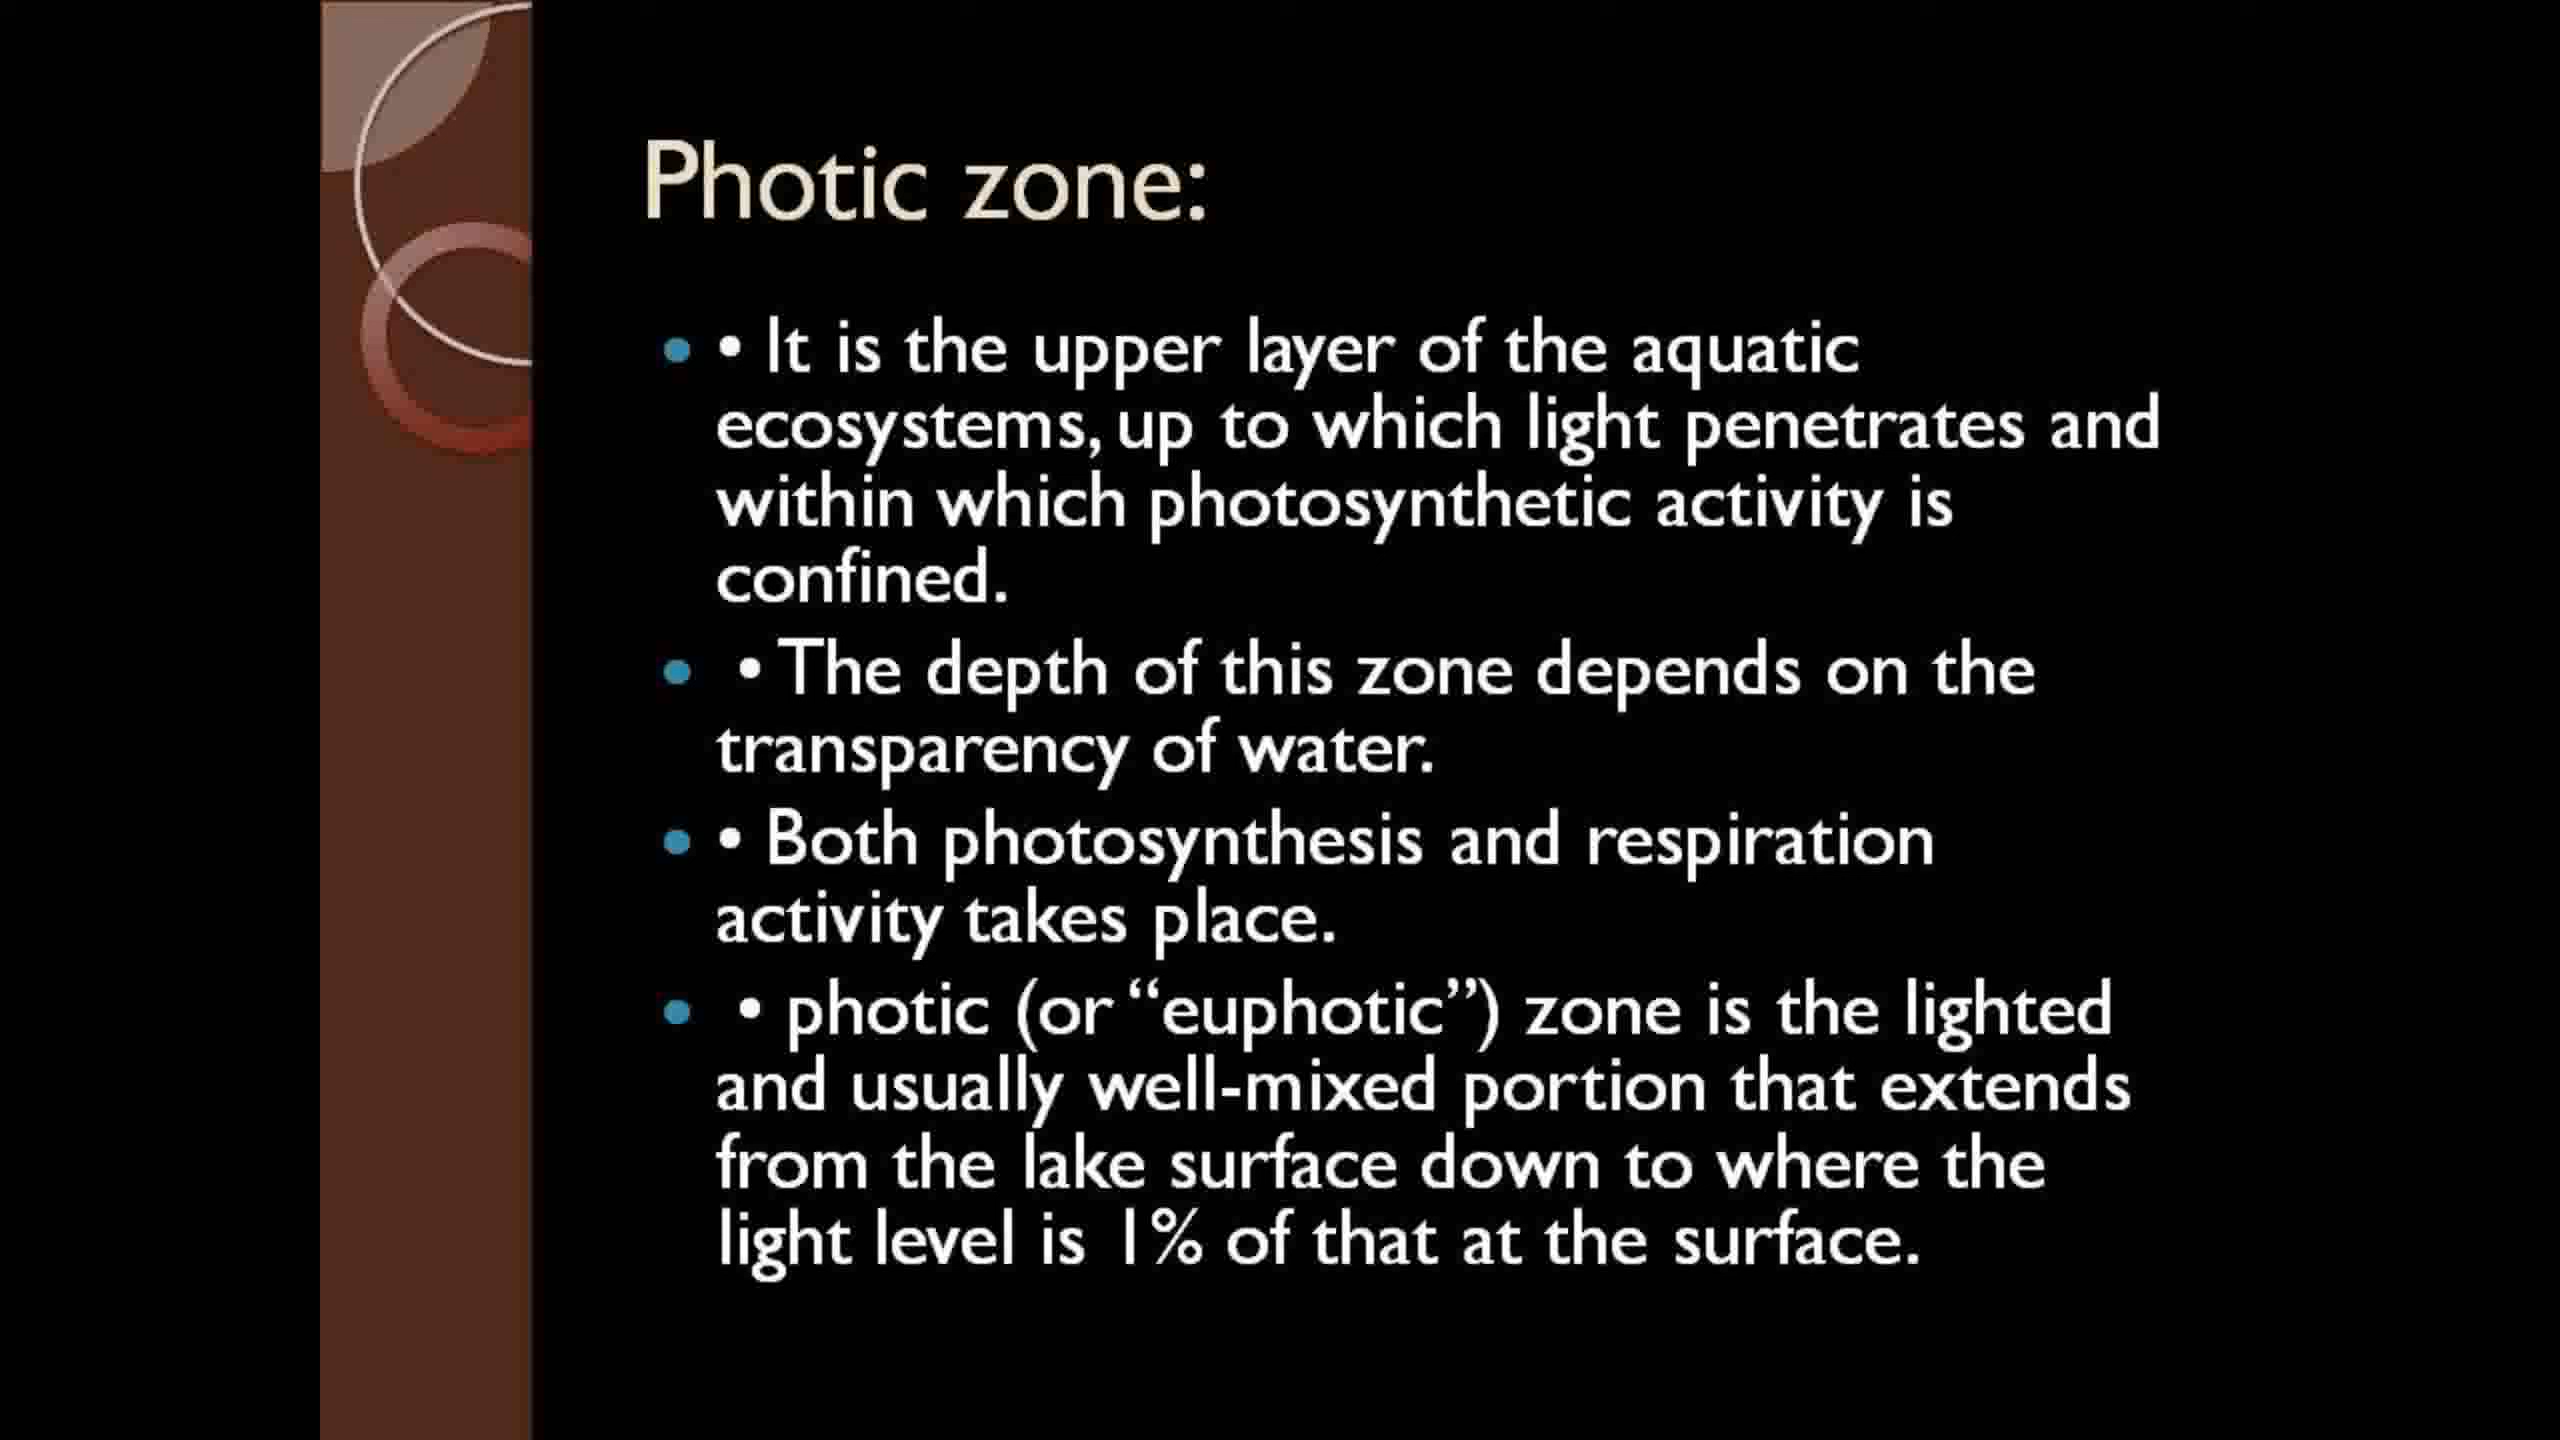 Photic zone:
• • It is the upper layer of the aquatic
ecosystems, up to which light penetrates and
within which photosynthetic activity is
confined.
• • The depth of this zone depends on the
transparency of water.
• • Both photosynthesis and respiration
activity takes place.
• • photic (or “euphotic”) zone is the lighted
and usually well-mixed portion that extends
from the lake surface down to where the
light level is 1% of that at the surface.